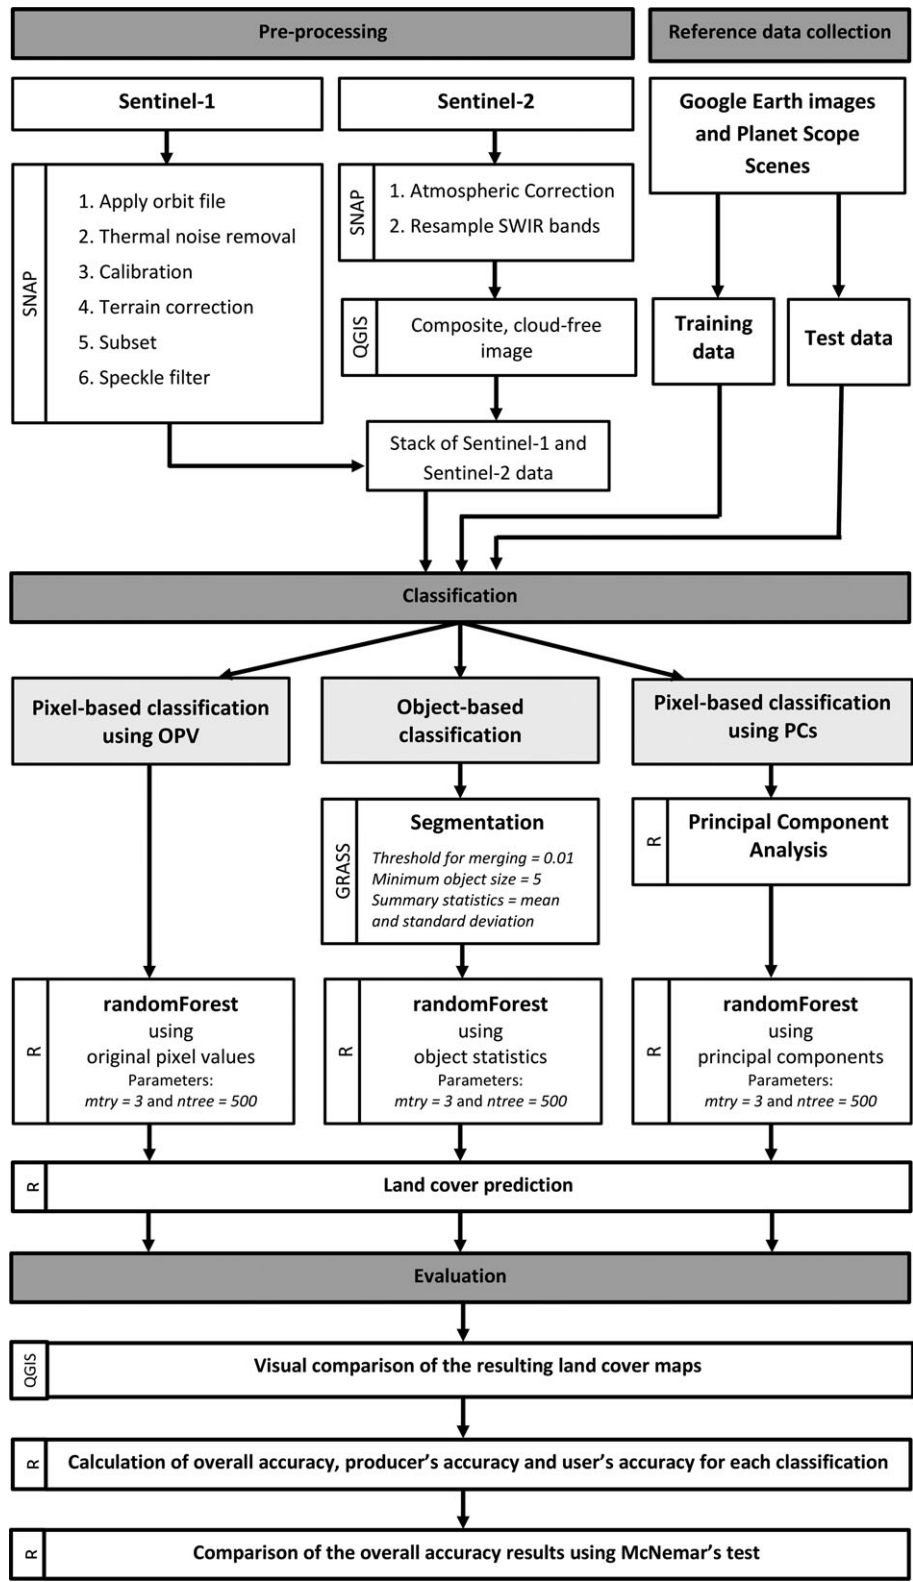 Pre-processing
Reference data collection
Sentinel-1
Sentinel-2
Google Earth images
and Planet Scope
Scenes
SNAP
1. Apply orbit file
2. Thermal noise removal
3. Calibration
4. Terrain correction
5. Subset
6. Speckle filter
SNAP
1. Atmospheric Correction
2. Resample SWIR bands
QGIS
Composite, cloud-free
image
Training
data
Test data
Stack of Sentinel-1 and
Sentinel-2 data
Classification
Pixel-based classification
using OPV
Object-based
classification
Pixel-based classification
using PCs
GRASS
Segmentation
Threshold for merging = 0.01
Minimum object size = 5
Summary statistics = mean
and standard deviation
R
Principal Component
Analysis
R
randomForest
using
original pixel values
Parameters:
mtry = 3 and ntree = 500
R
randomForest
using
object statistics
Parameters:
mtry = 3 and ntree = 500
R
randomForest
using
principal components
Parameters:
mtry = 3 and ntree = 500
R
Land cover prediction
Evaluation
QGIS
Visual comparison of the resulting land cover maps
R
Calculation of overall accuracy, producer's accuracy and user's accuracy for each classification
R
Comparison of the overall accuracy results using McNemar's test